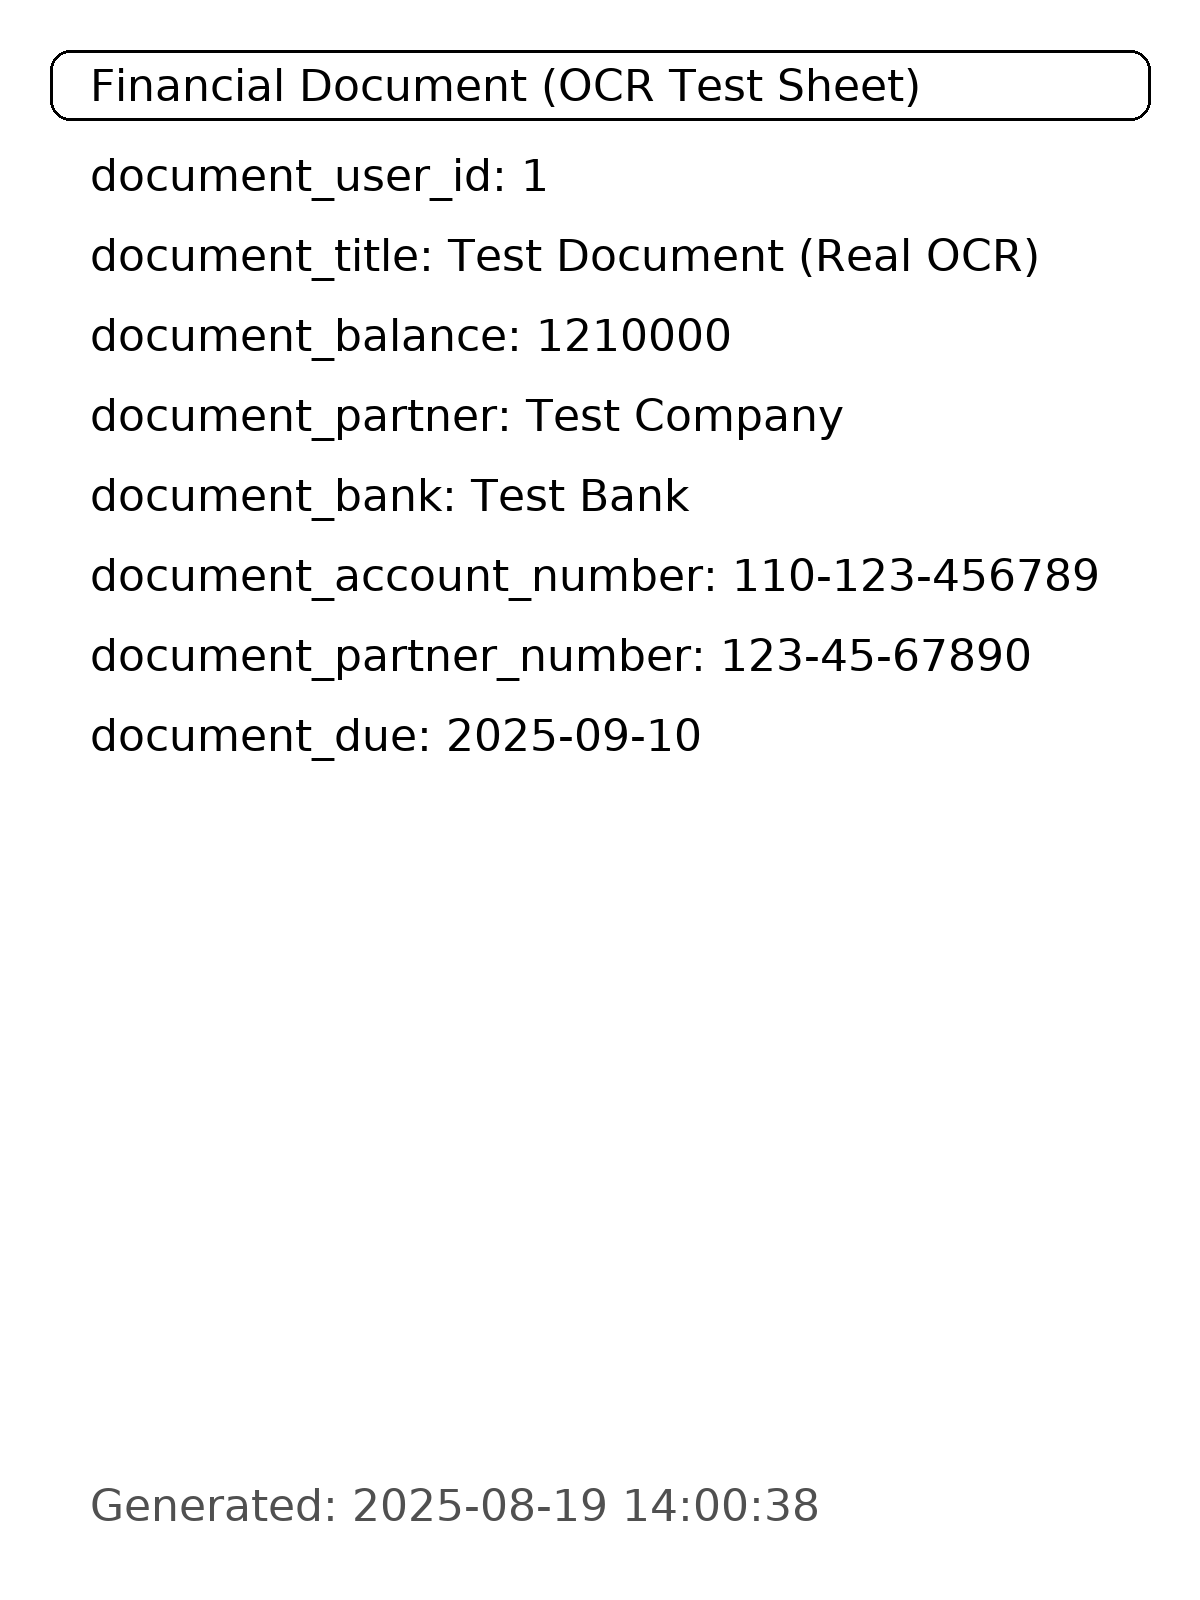 Financial Document (OCR Test Sheet)
document_user_id: 1
document_title: Test Document (Real OCR)
document_balance: 1210000
document_partner: Test Company
document_bank: Test Bank
document_account_number: 110-123-456789
document_partner_number: 123-45-67890
document_due: 2025-09-10
Generated: 2025-08-19 14:00:38